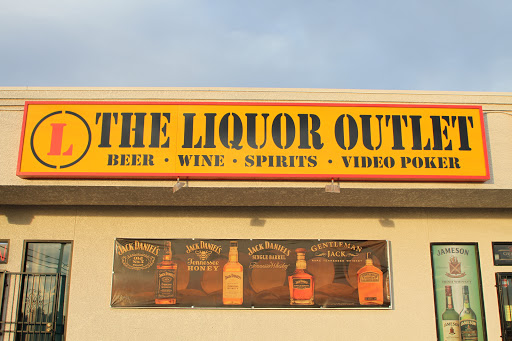 L THE LIQUOR OUTLET
BEER · WINE · SPIRITS · VIDEO POKER
JACK DANIEL'S
JACK DANIEL'S
Tennessee
HONEY
JACK DANIEL'S
SINGLE BARREL
GENTLEMAN
JACK
JAMESON